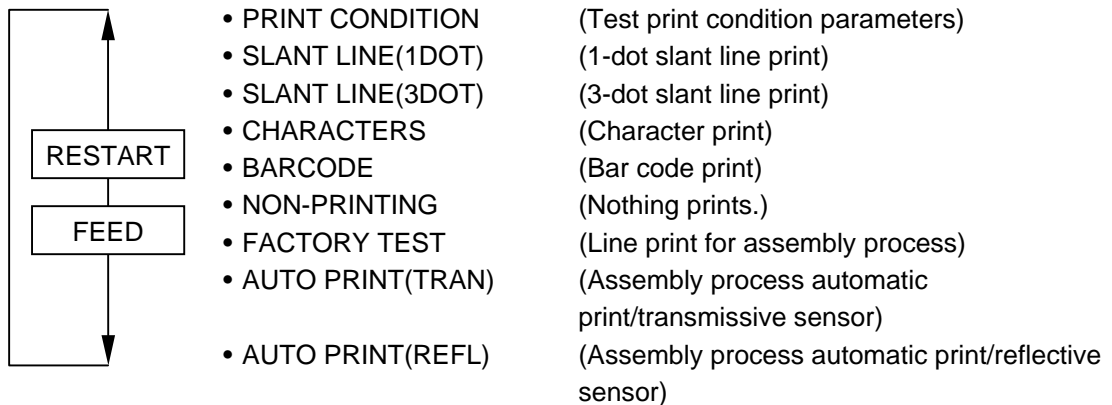 • PRINT CONDITION (Test print condition parameters)
• SLANT LINE(1DOT) (1-dot slant line print)
• SLANT LINE(3DOT) (3-dot slant line print)
• CHARACTERS (Character print)
RESTART
• BARCODE (Bar code print)
• NON-PRINTING (Nothing prints.)
FEED
• FACTORY TEST (Line print for assembly process)
• AUTO PRINT(TRAN) (Assembly process automatic
print/transmissive sensor)
• AUTO PRINT(REFL) (Assembly process automatic print/reflective
sensor)